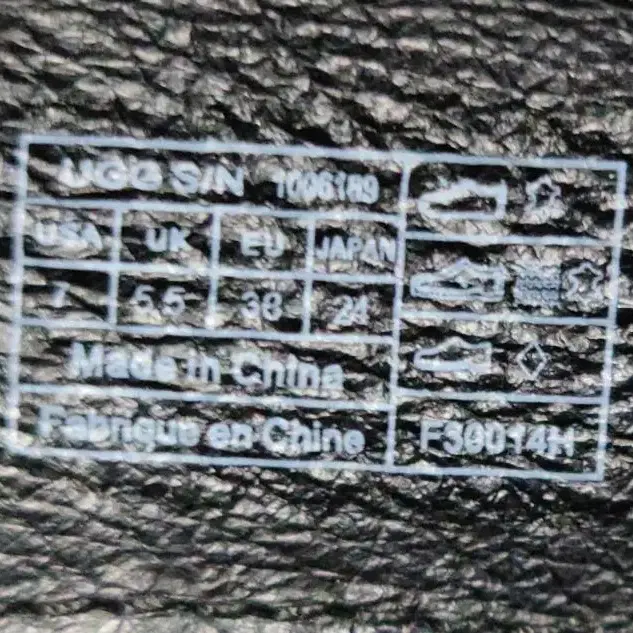 UGG S/N 1006189
USA UK EU JAPAN
7 5.5 38 24
Made in China
Fabriqué en Chine
F30014H